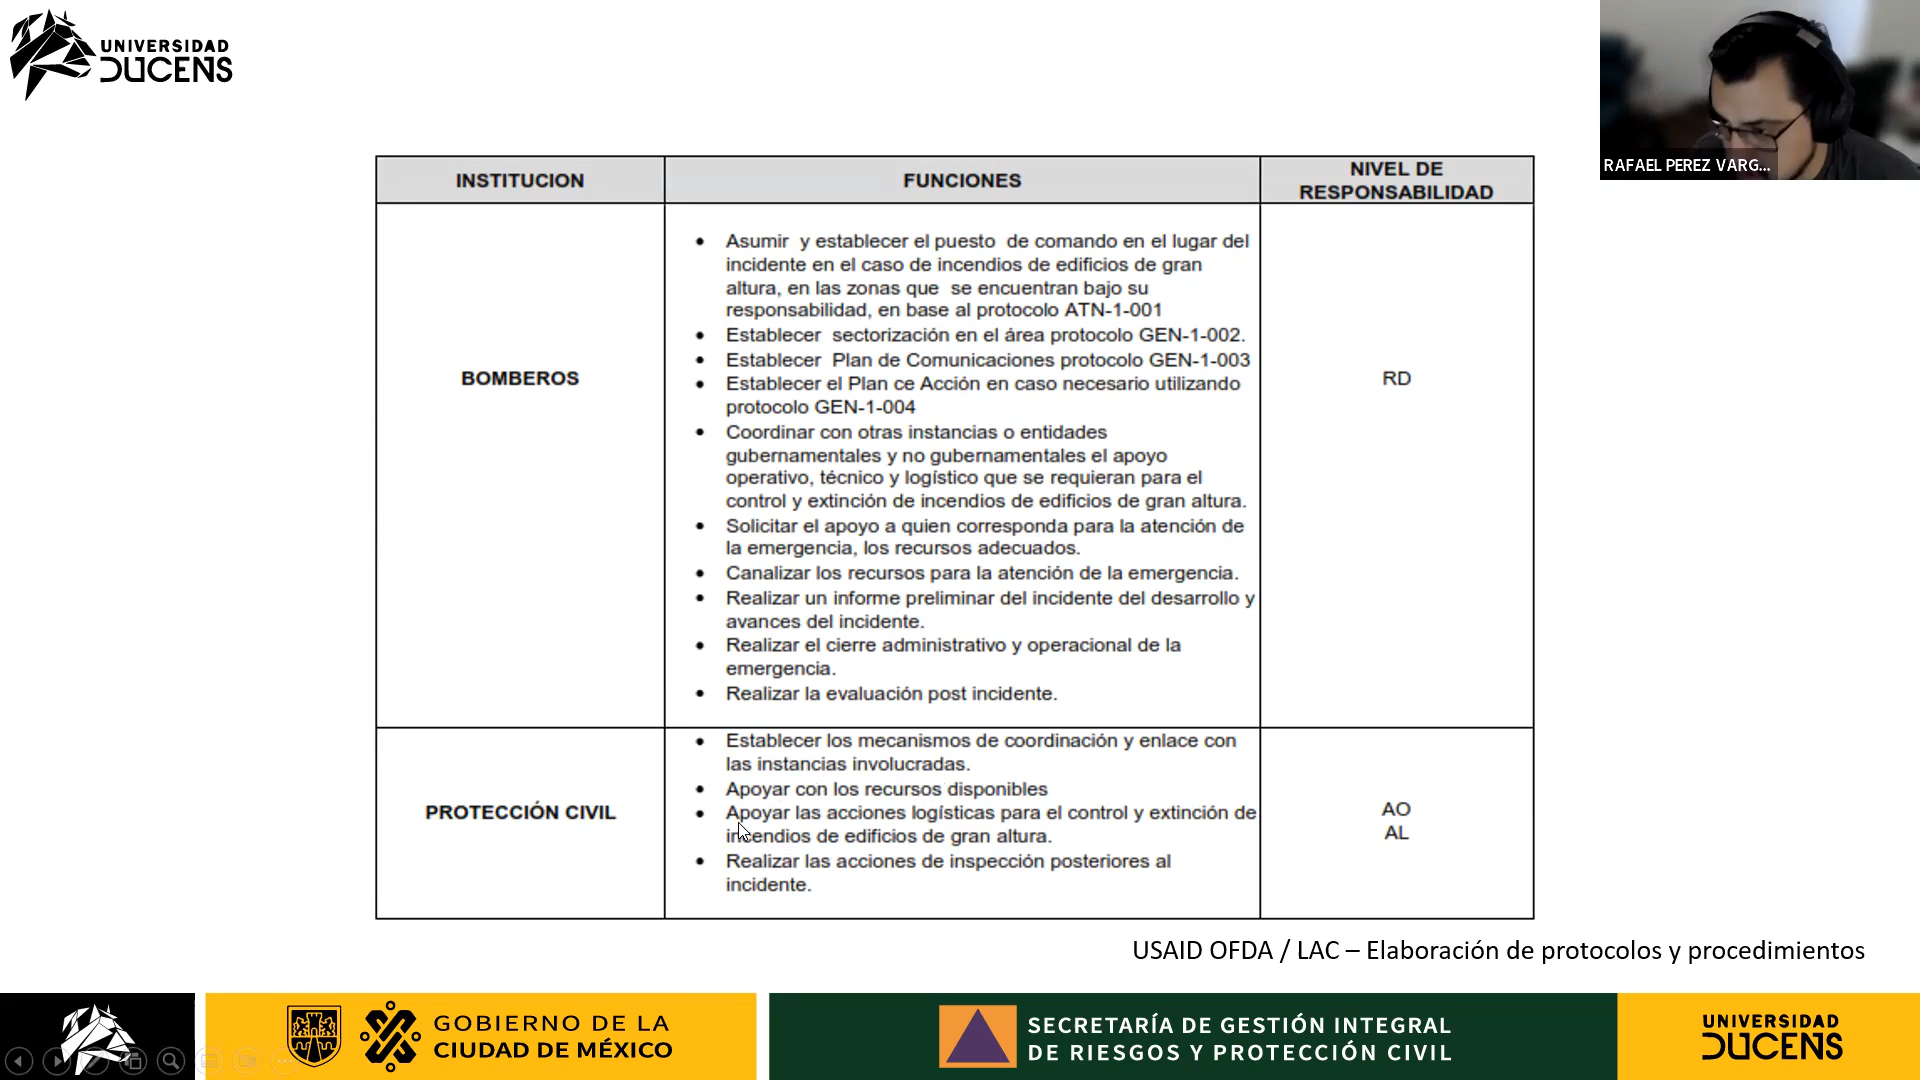 UNIVERSIDAD
DUCENS
RAFAEL PEREZ VARG...
INSTITUCION
FUNCIONES
NIVEL DE
RESPONSABILIDAD
BOMBEROS
• Asumir y establecer el puesto de comando en el lugar del
incidente en el caso de incendios de edificios de gran
altura, en las zonas que se encuentran bajo su
responsabilidad, en base al protocolo ATN-1-001
• Establecer sectorización en el área protocolo GEN-1-002.
• Establecer Plan de Comunicaciones protocolo GEN-1-003
• Establecer el Plan ce Acción en caso necesario utilizando
protocolo GEN-1-004
• Coordinar con otras instancias o entidades
gubernamentales y no gubernamentales el apoyo
operativo, técnico y logístico que se requieran para el
control y extinción de incendios de edificios de gran altura.
• Solicitar el apoyo a quien corresponda para la atención de
la emergencia, los recursos adecuados.
• Canalizar los recursos para la atención de la emergencia.
• Realizar un informe preliminar del incidente del desarrollo y
avances del incidente.
• Realizar el cierre administrativo y operacional de la
emergencia.
• Realizar la evaluación post incidente.
RD
PROTECCIÓN CIVIL
• Establecer los mecanismos de coordinación y enlace con
las instancias involucradas.
• Apoyar con los recursos disponibles
• Apoyar las acciones logísticas para el control y extinción de
incendios de edificios de gran altura.
• Realizar las acciones de inspección posteriores al
incidente.
AO
AL
USAID OFDA / LAC – Elaboración de protocolos y procedimientos
GOBIERNO DE LA
CIUDAD DE MÉXICO
SECRETARÍA DE GESTIÓN INTEGRAL
DE RIESGOS Y PROTECCIÓN CIVIL
UNIVERSIDAD
DUCENS